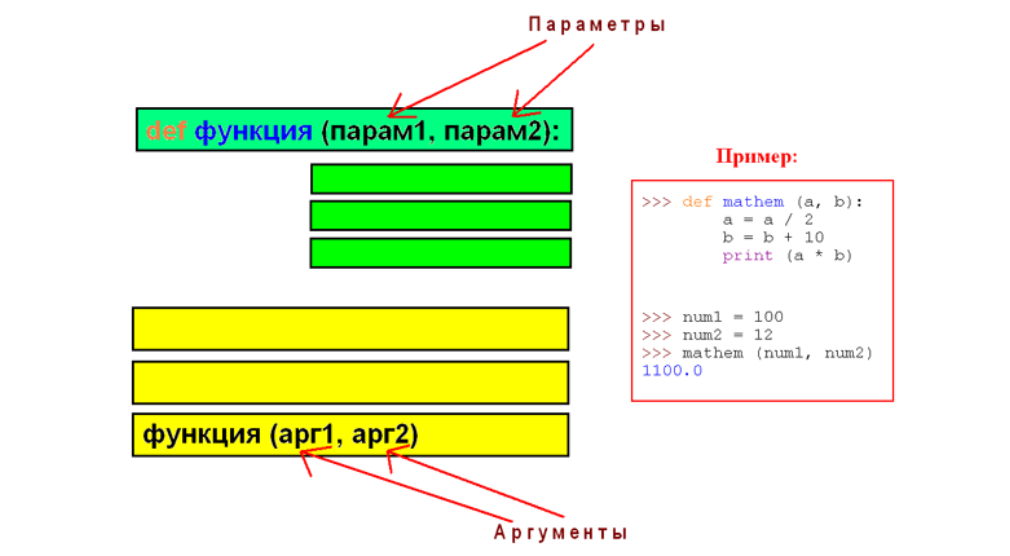 Параметры
def функция (парам1, парам2):
Пример:
>>> def mathem (a, b):
        a = a / 2
        b = b + 10
        print (a * b)
>>> num1 = 100
>>> num2 = 12
>>> mathem (num1, num2)
1100.0
функция (арг1, арг2)
Аргументы